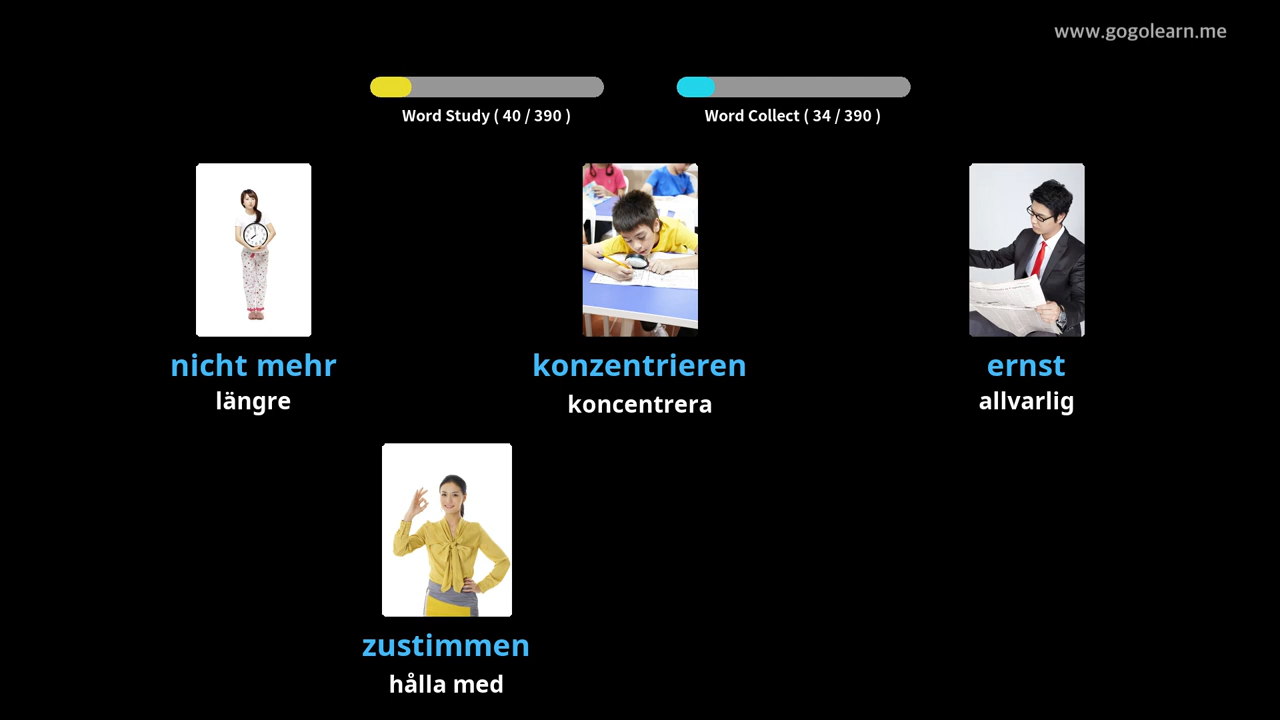 www.gogolearn.me
Word Study ( 40 / 390 )
Word Collect ( 34 / 390 )
nicht mehr
längre
konzentrieren
koncentrera
ernst
allvarlig
zustimmen
hålla med